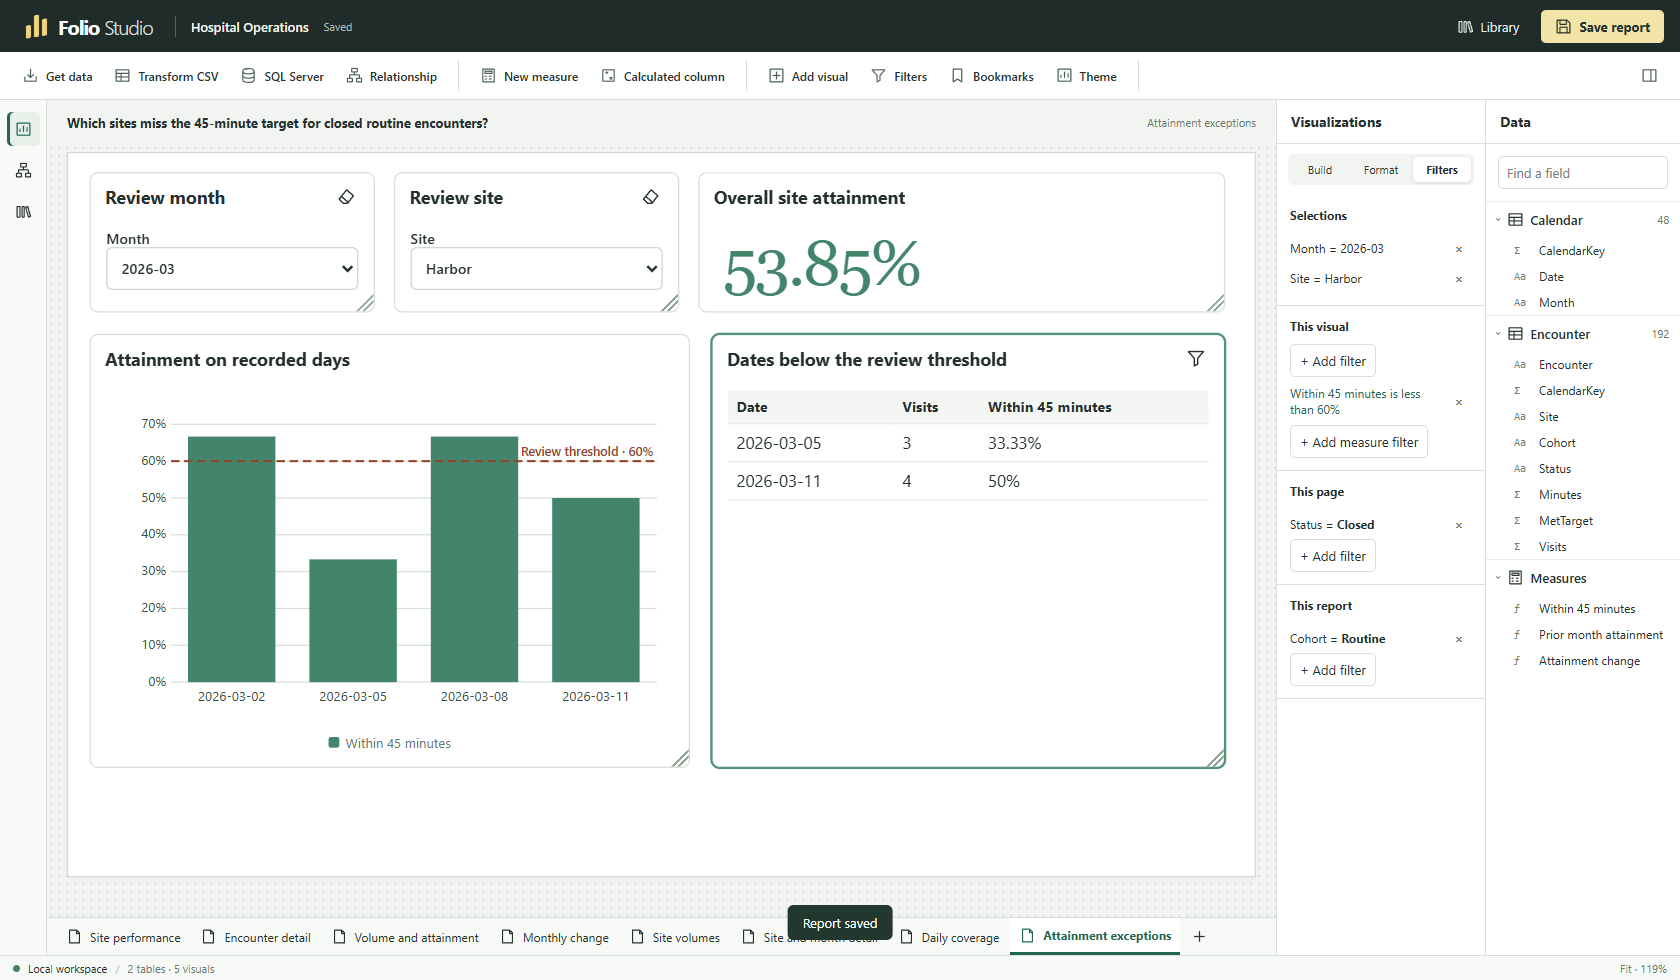 Folio Studio
Hospital Operations
Saved
Library
Save report
Get data
Transform CSV
SQL Server
Relationship
New measure
Calculated column
Add visual
Filters
Bookmarks
Theme
Which sites miss the 45-minute target for closed routine encounters?
Attainment exceptions
Review month
Month
2026-03
Review site
Site
Harbor
Overall site attainment
53.85%
Attainment on recorded days
70%
60%
50%
40%
30%
20%
10%
0%
Review threshold · 60%
2026-03-02
2026-03-05
2026-03-08
2026-03-11
Within 45 minutes
Dates below the review threshold
Date Visits Within 45 minutes
2026-03-05 3 33.33%
2026-03-11 4 50%
Visualizations
Build
Format
Filters
Selections
Month = 2026-03 ×
Site = Harbor ×
This visual
+ Add filter
Within 45 minutes is less
than 60% ×
+ Add measure filter
This page
Status = Closed ×
+ Add filter
This report
Cohort = Routine ×
+ Add filter
Data
Find a field
Calendar 48
Σ CalendarKey
Aa Date
Aa Month
Encounter 192
Aa Encounter
Σ CalendarKey
Aa Site
Aa Cohort
Aa Status
Σ Minutes
Σ MetTarget
Σ Visits
Measures
f Within 45 minutes
f Prior month attainment
f Attainment change
Report saved
Site performance
Encounter detail
Volume and attainment
Monthly change
Site volumes
Site
Daily coverage
Attainment exceptions
+
Local workspace / 2 tables · 5 visuals
Fit · 119%